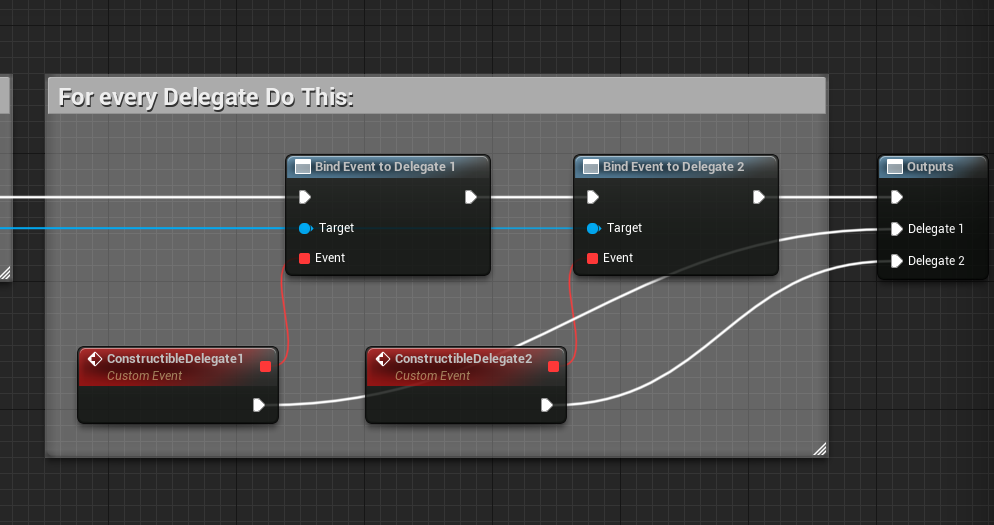 For every Delegate Do This:
Bind Event to Delegate 1
Target
Event
Bind Event to Delegate 2
Target
Event
Outputs
Delegate 1
Delegate 2
ConstructibleDelegate1
Custom Event
ConstructibleDelegate2
Custom Event